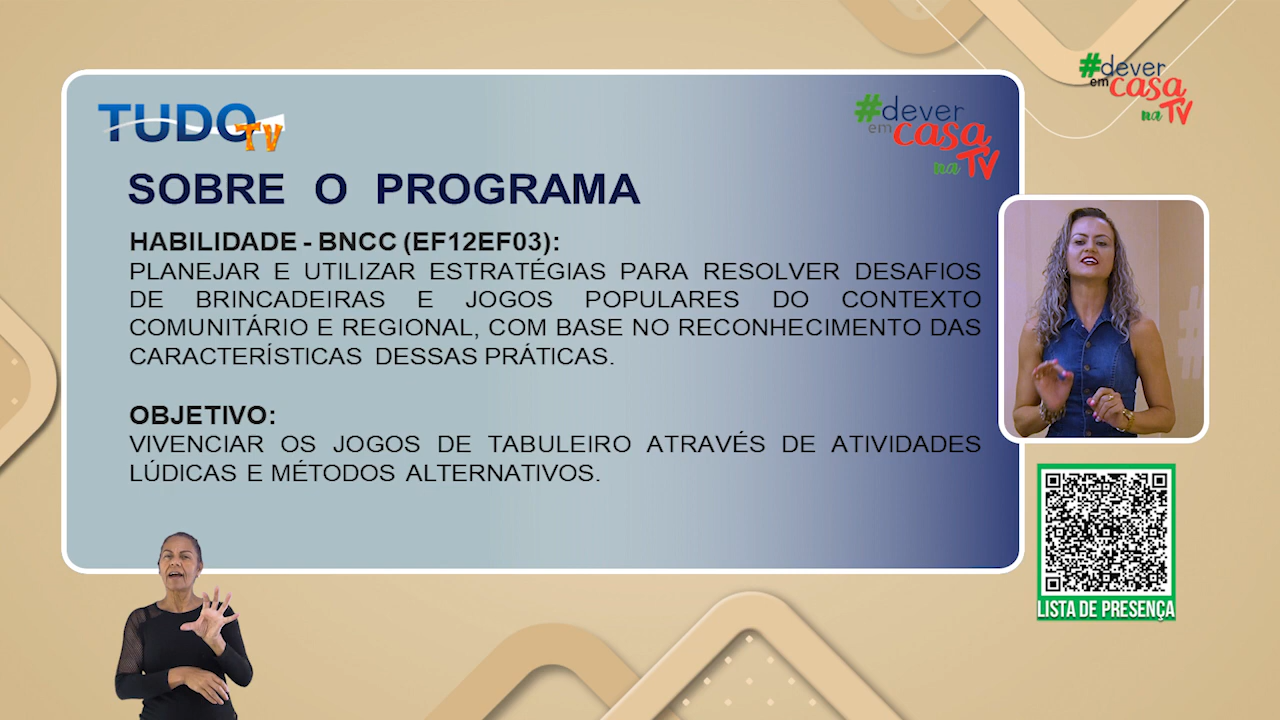 #dever
em casa
na TV
TUDO TV
#dever
em casa
na TV
SOBRE O PROGRAMA
HABILIDADE - BNCC (EF12EF03):
PLANEJAR E UTILIZAR ESTRATÉGIAS PARA RESOLVER DESAFIOS
DE BRINCADEIRAS E JOGOS POPULARES DO CONTEXTO
COMUNITÁRIO E REGIONAL, COM BASE NO RECONHECIMENTO DAS
CARACTERÍSTICAS DESSAS PRÁTICAS.
OBJETIVO:
VIVENCIAR OS JOGOS DE TABULEIRO ATRAVÉS DE ATIVIDADES
LÚDICAS E MÉTODOS ALTERNATIVOS.
LISTA DE PRESENÇA